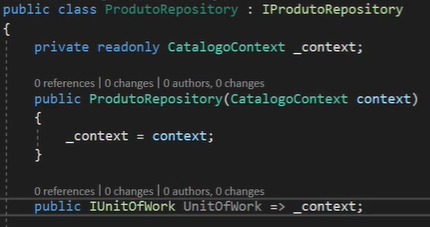 public class ProdutoRepository : IProdutoRepository
{
private readonly CatalogoContext _context;
0 references | 0 changes | 0 authors, 0 changes
public ProdutoRepository(CatalogoContext context)
{
_context = context;
}
0 references | 0 changes | 0 authors, 0 changes
public IUnitOfWork UnitOfWork => _context;